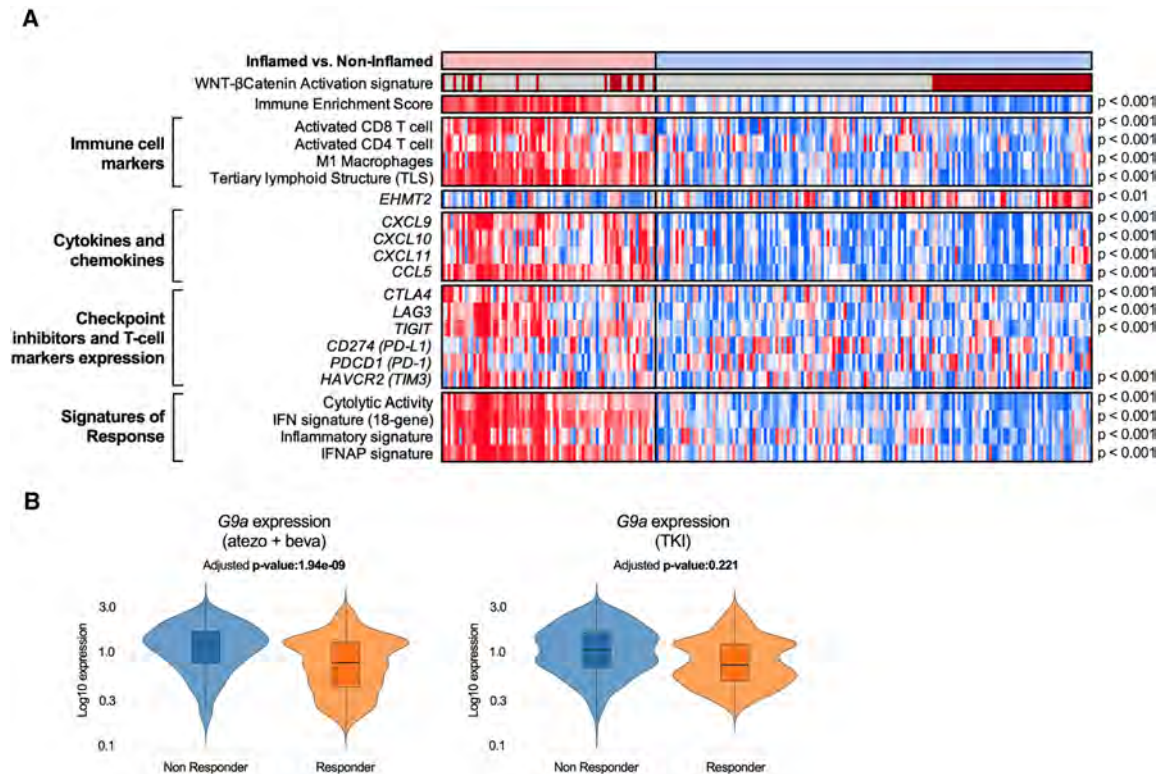 A
Inflamed vs. Non-Inflamed
WNT-βCatenin Activation signature
Immune Enrichment Score p < 0.001
Immune cell
markers
Activated CD8 T cell p < 0.001
Activated CD4 T cell p < 0.001
M1 Macrophages p < 0.001
Tertiary lymphoid Structure (TLS) p < 0.001
EHMT2 p < 0.01
Cytokines and
chemokines
CXCL9 p < 0.001
CXCL10 p < 0.001
CXCL11 p < 0.001
CCL5 p < 0.001
Checkpoint
inhibitors and T-cell
markers expression
CTLA4 p < 0.001
LAG3 p < 0.001
TIGIT p < 0.001
CD274 (PD-L1)
PDCD1 (PD-1)
HAVCR2 (TIM3) p < 0.001
Signatures of
Response
Cytolytic Activity p < 0.001
IFN signature (18-gene) p < 0.001
Inflammatory signature p < 0.001
IFNAP signature p < 0.001
B
G9a expression
(atezo + beva)
Adjusted p-value:1.94e-09
Log10 expression
3.0
1.0
0.3
0.1
Non Responder Responder
G9a expression
(TKI)
Adjusted p-value:0.221
Log10 expression
3.0
1.0
0.3
0.1
Non Responder Responder